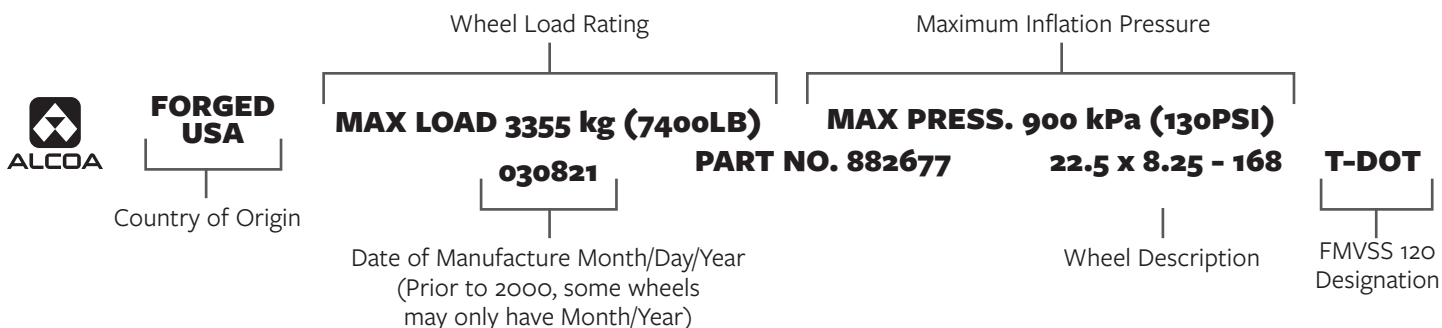 Wheel Load Rating
Maximum Inflation Pressure
ALCOA
FORGED
USA
MAX LOAD 3355 kg (7400LB)
MAX PRESS. 900 kPa (130PSI)
030821
PART NO. 882677
22.5 x 8.25 - 168
T-DOT
Country of Origin
Date of Manufacture Month/Day/Year
(Prior to 2000, some wheels
may only have Month/Year)
Wheel Description
FMVSS 120
Designation